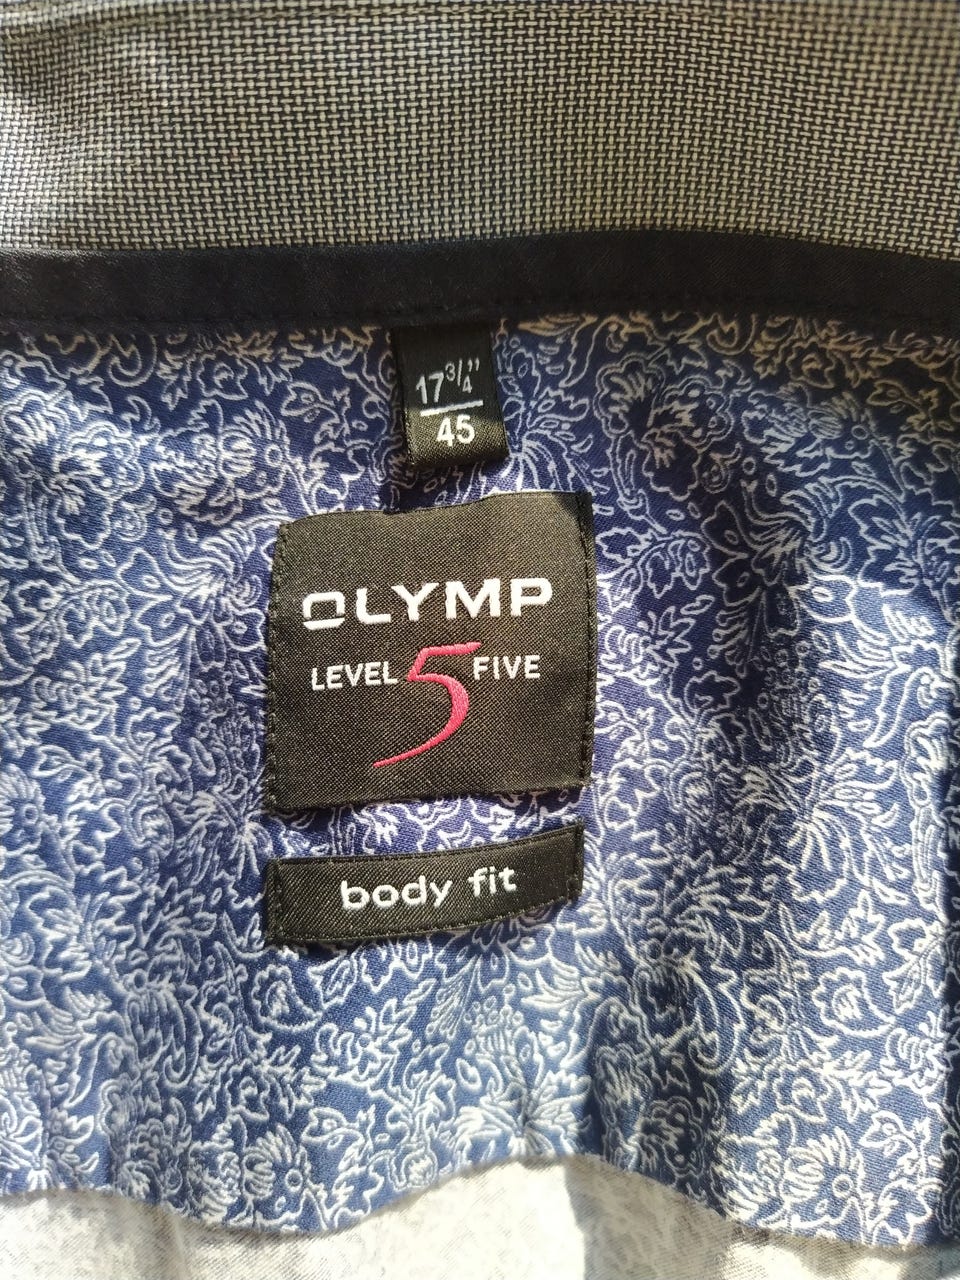 17 3/4"
45
OLYMP
LEVEL 5 FIVE
body fit